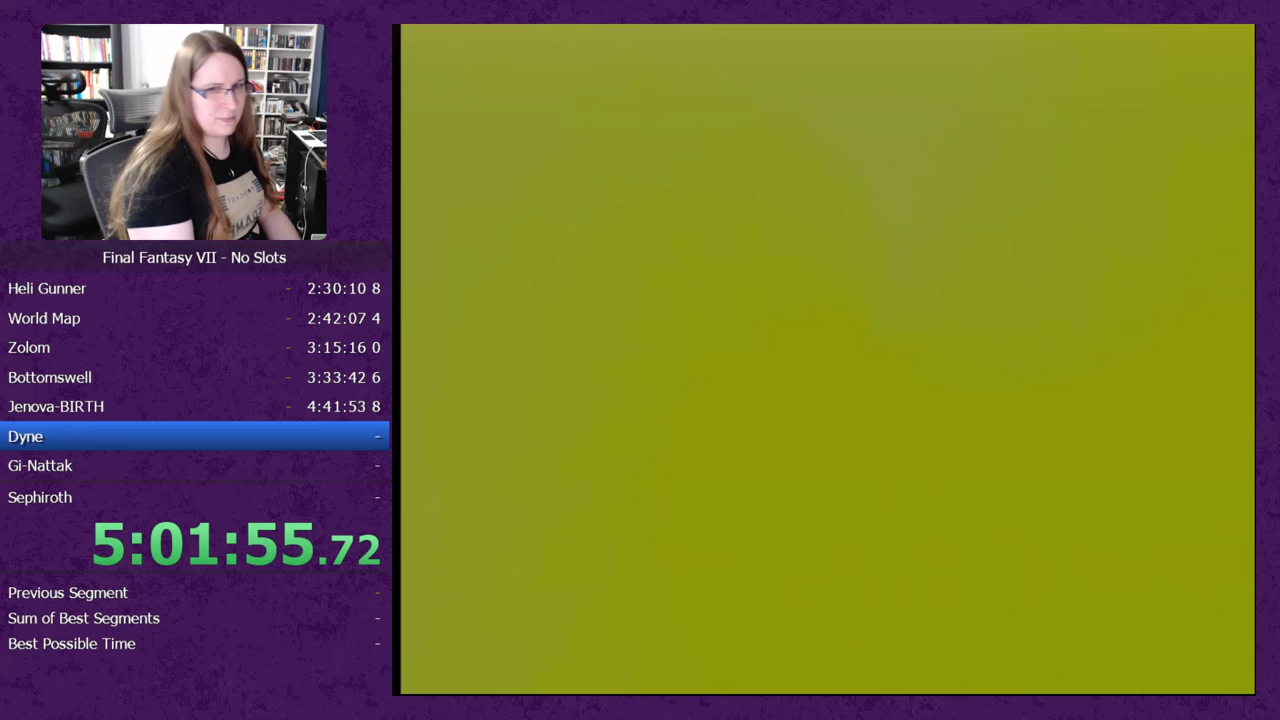 Final Fantasy VII - No Slots
Heli Gunner - 2:30:10 8
World Map - 2:42:07 4
Zolom - 3:15:16 0
Bottomswell - 3:33:42 6
Jenova-BIRTH - 4:41:53 8
Dyne -
Gi-Nattak -
Sephiroth -
5:01:55.72
Previous Segment -
Sum of Best Segments -
Best Possible Time -